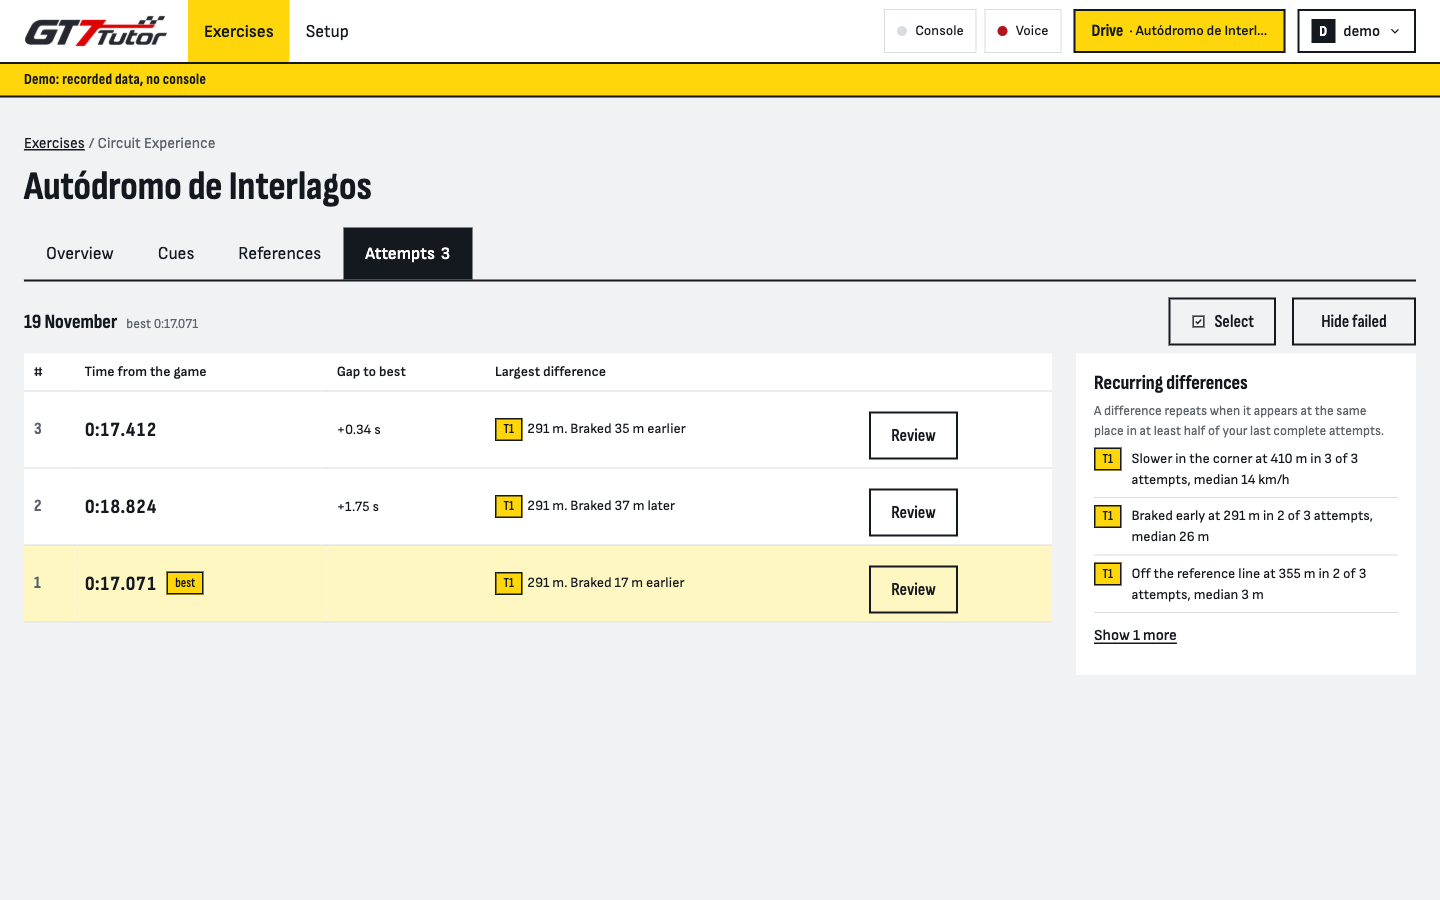 GT7 Tutor
Exercises
Setup
Console
Voice
Drive · Autódromo de Interl...
D demo
Demo: recorded data, no console
Exercises / Circuit Experience
Autódromo de Interlagos
Overview
Cues
References
Attempts 3
19 November best 0:17.071
Select
Hide failed
# Time from the game Gap to best Largest difference
3 0:17.412 +0.34 s T1 291 m. Braked 35 m earlier Review
2 0:18.824 +1.75 s T1 291 m. Braked 37 m later Review
1 0:17.071 best T1 291 m. Braked 17 m earlier Review
Recurring differences
A difference repeats when it appears at the same
place in at least half of your last complete attempts.
T1 Slower in the corner at 410 m in 3 of 3
attempts, median 14 km/h
T1 Braked early at 291 m in 2 of 3 attempts,
median 26 m
T1 Off the reference line at 355 m in 2 of 3
attempts, median 3 m
Show 1 more